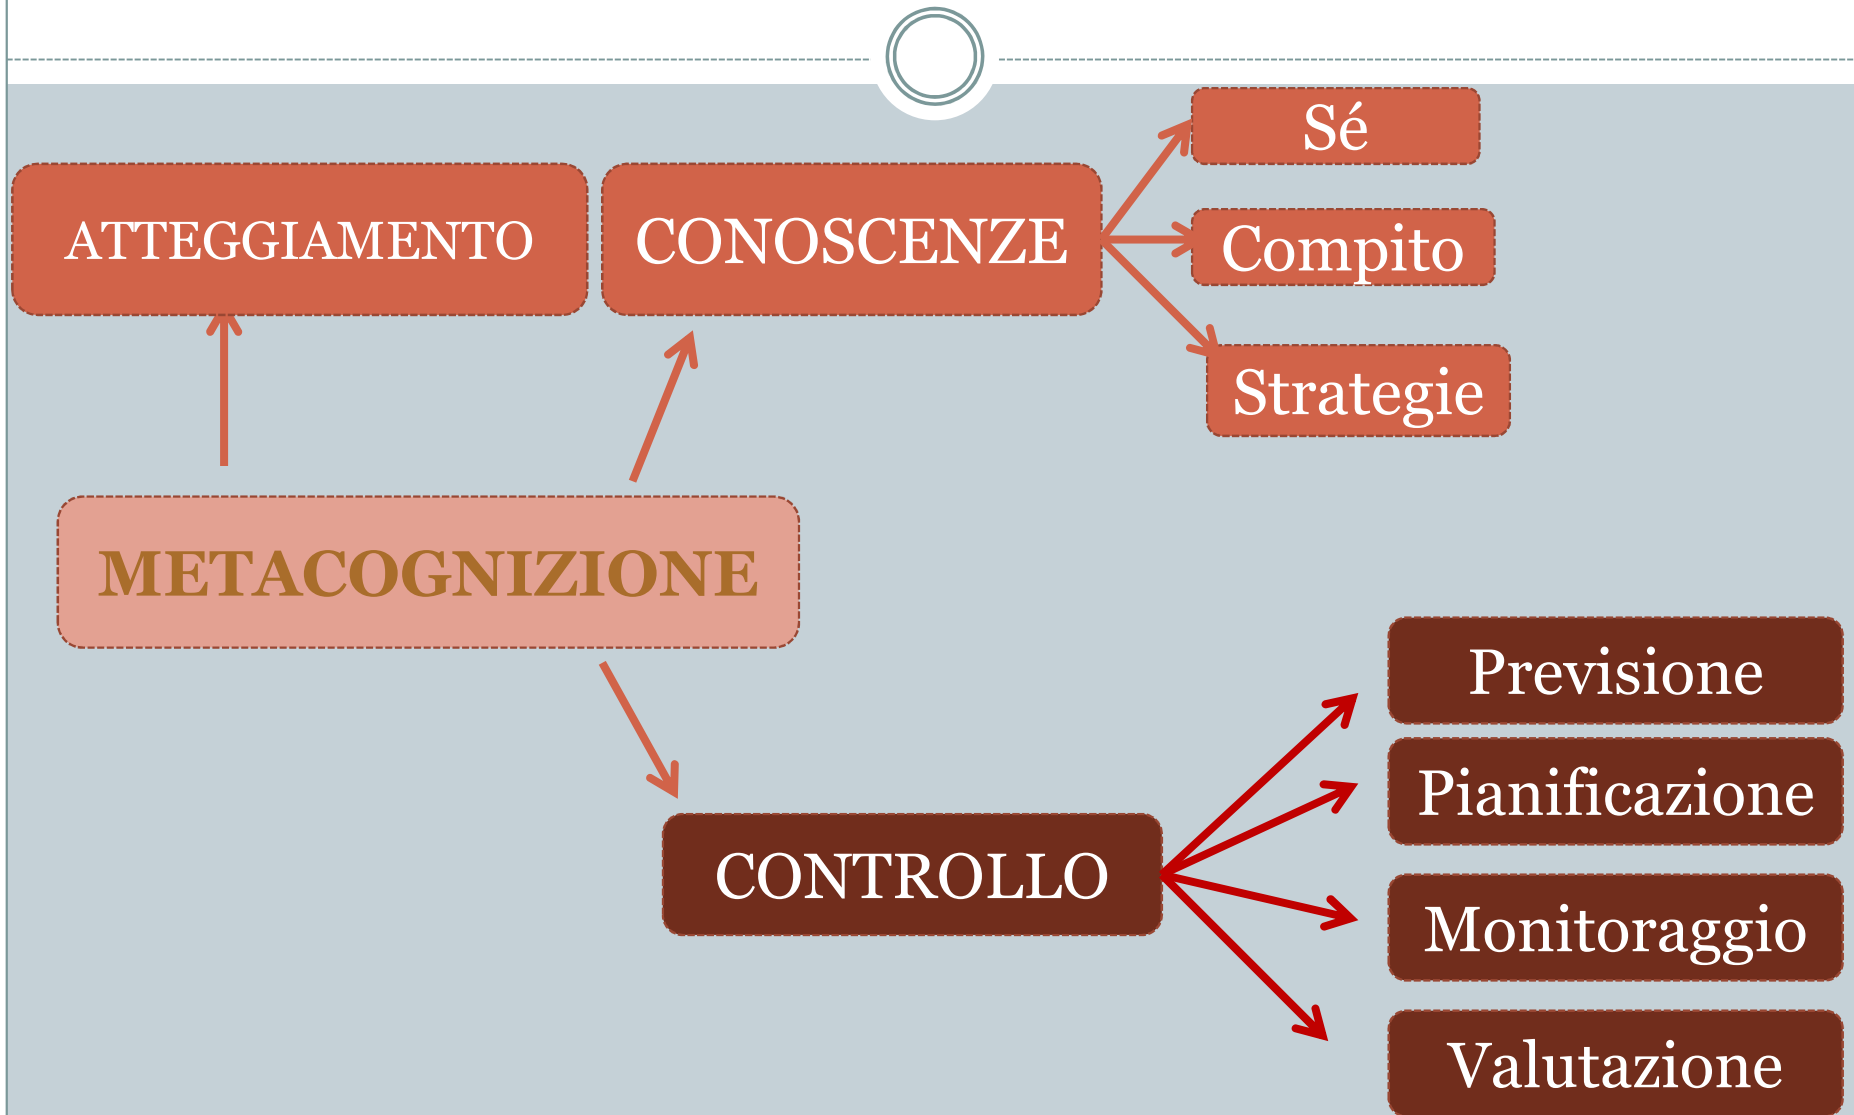 Sé
ATTEGGIAMENTO
CONOSCENZE
Compito
Strategie
METACOGNIZIONE
Previsione
Pianificazione
CONTROLLO
Monitoraggio
Valutazione